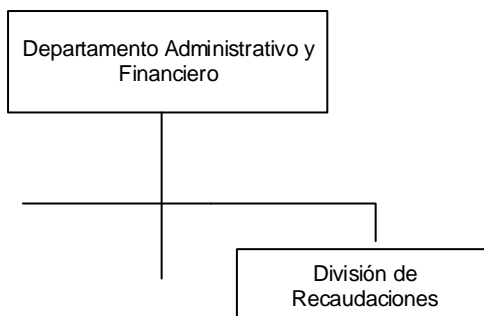 Departamento Administrativo y
Financiero
División de
Recaudaciones